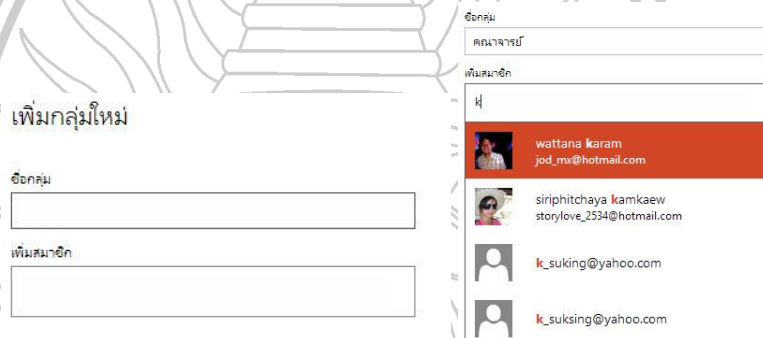 เพิ่มกลุ่มใหม่
ชื่อกลุ่ม
เพิ่มสมาชิก
ชื่อกลุ่ม
คณาจารย์
เพิ่มสมาชิก
k
wattana karam
jod_mx@hotmail.com
siriphitchaya kamkaew
storylove_2534@hotmail.com
k_suking@yahoo.com
k_suksing@yahoo.com